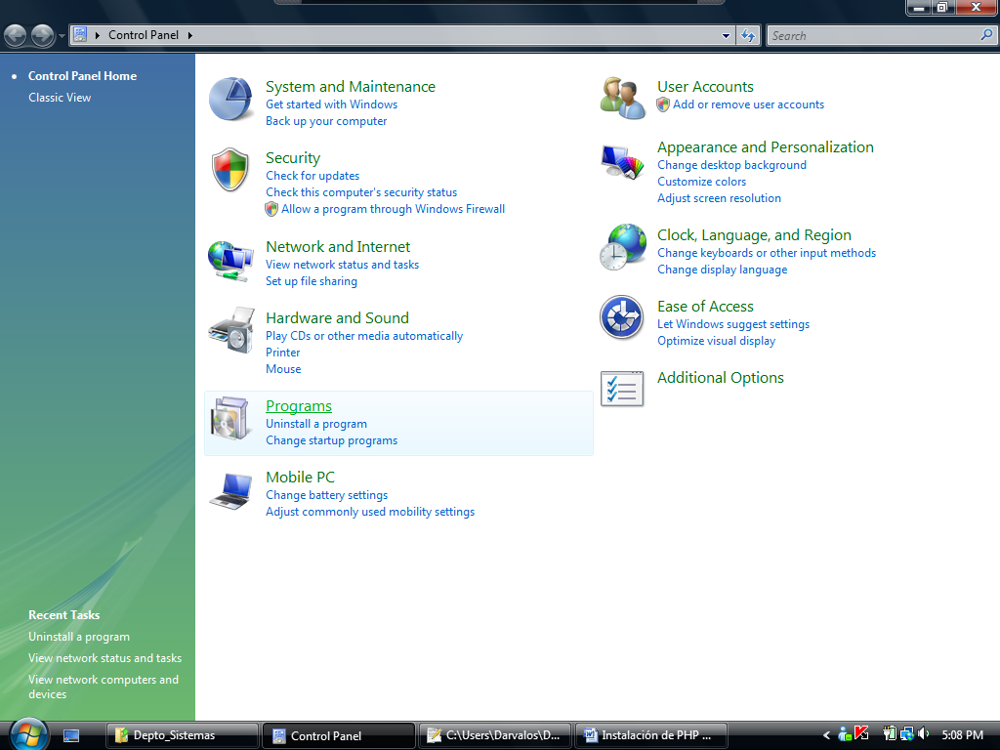 Control Panel
Search
Control Panel Home
Classic View
System and Maintenance
Get started with Windows
Back up your computer
Security
Check for updates
Check this computer's security status
Allow a program through Windows Firewall
Network and Internet
View network status and tasks
Set up file sharing
Hardware and Sound
Play CDs or other media automatically
Printer
Mouse
Programs
Uninstall a program
Change startup programs
Mobile PC
Change battery settings
Adjust commonly used mobility settings
User Accounts
Add or remove user accounts
Appearance and Personalization
Change desktop background
Customize colors
Adjust screen resolution
Clock, Language, and Region
Change keyboards or other input methods
Change display language
Ease of Access
Let Windows suggest settings
Optimize visual display
Additional Options
Recent Tasks
Uninstall a program
View network status and tasks
View network computers and
devices
Depto_Sistemas
Control Panel
C:\Users\Darvalos\D...
Instalación de PHP ...
5:08 PM